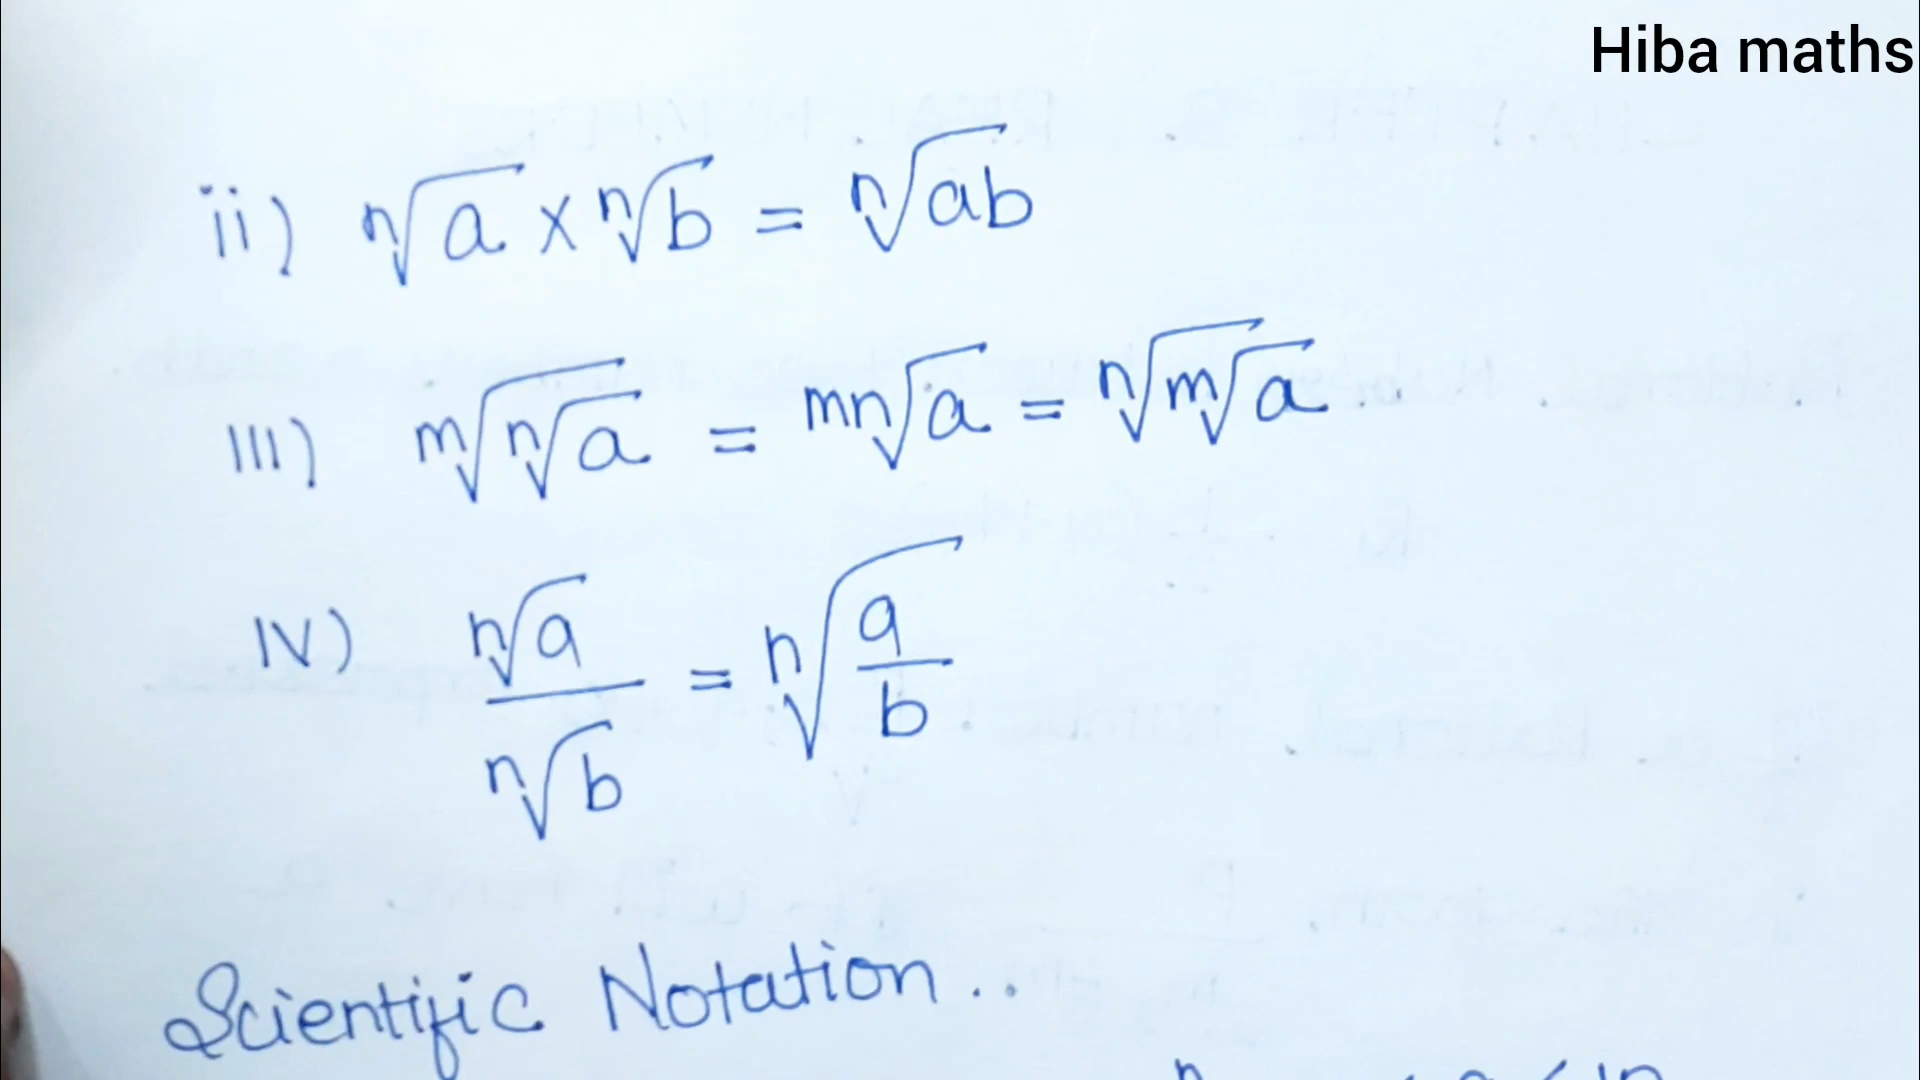 Hiba maths
ii) ⁿ√a × ⁿ√b = ⁿ√ab
III) ᵐ√ⁿ√a = ᵐⁿ√a = ⁿ√ᵐ√a
IV) ⁿ√a / ⁿ√b = ⁿ√(a/b)
Scientific Notation..